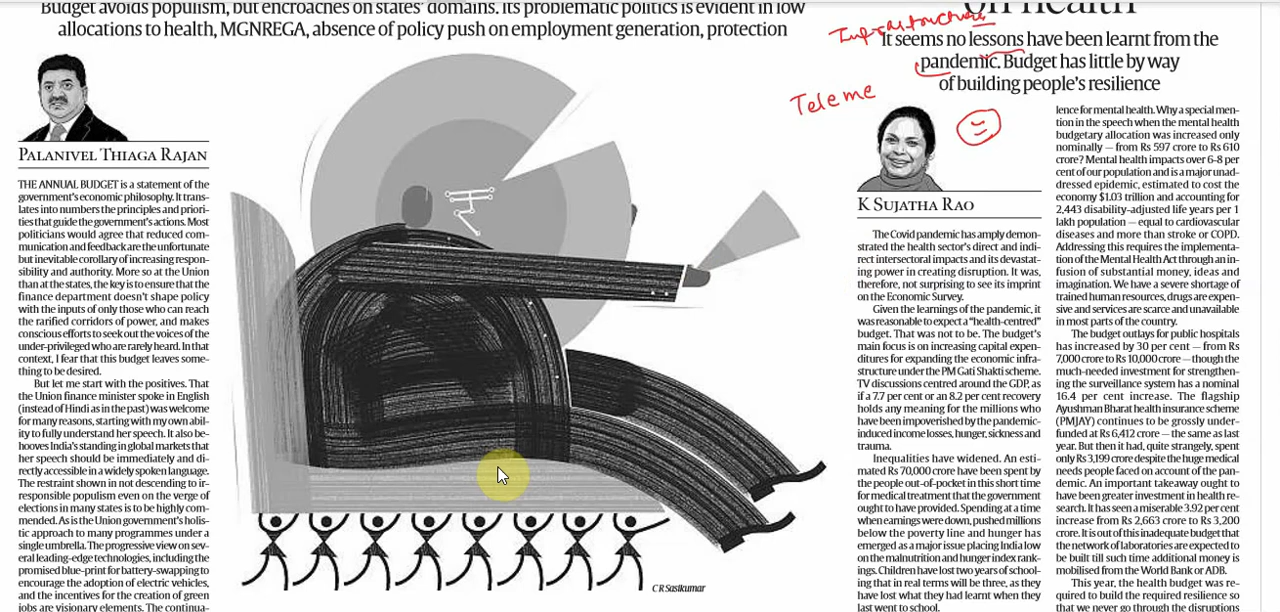 Budget avoids populism, but encroaches on states' domains. Its problematic politics is evident in low
allocations to health, MGNREGA, absence of policy push on employment generation, protection
PALANIVEL THIAGA RAJAN
THE ANNUAL BUDGET is a statement of the
government's economic philosophy. It trans-
lates into numbers the principles and priori-
ties that guide the government's actions. Most
politicians would agree that reduced com-
munication and feedback are the unfortunate
but inevitable corollary of increasing respon-
sibility and authority. More so at the Union
than at the states, the key is to ensure that the
finance department doesn't shape policy
with the inputs of only those who can reach
the rarified corridors of power, and makes
conscious efforts to seek out the voices of the
under-privileged who are rarely heard. In that
context, I fear that this budget leaves some-
thing to be desired.
But let me start with the positives. That
the Union finance minister spoke in English
(instead of Hindi as in the past) was welcome
for many reasons, starting with my own abil-
ity to fully understand her speech. It also be-
hooves India's standing in global markets that
her speech should be immediately and di-
rectly accessible in a widely spoken language.
The restraint shown in not descending to ir-
responsible populism even on the verge of
elections in many states is to be highly com-
mended. As is the Union government's holis-
tic approach to many programmes under a
single umbrella. The progressive view on sev-
eral leading-edge technologies, including the
promised blue-print for battery-swapping to
encourage the adoption of electric vehicles,
and the incentives for the creation of green
jobs are visionary elements. The continua-
C R Sasikumar
on health
Infrastructure
It seems no lessons have been learnt from the
pandemic. Budget has little by way
of building people's resilience
Tele me
K SUJATHA RAO
The Covid pandemic has amply demon-
strated the health sector's direct and indi-
rect intersectoral impacts and its devastat-
ing power in creating disruption. It was,
therefore, not surprising to see its imprint
on the Economic Survey.
Given the learnings of the pandemic, it
was reasonable to expect a "health-centred"
budget. That was not to be. The budget's
main focus is on increasing capital expen-
ditures for expanding the economic infra-
structure under the PM Gati Shakti scheme.
TV discussions centred around the GDP, as
if a 7.7 per cent or an 8.2 per cent recovery
holds any meaning for the millions who
have been impoverished by the pandemic-
induced income losses, hunger, sickness and
trauma.
Inequalities have widened. An esti-
mated Rs 70,000 crore have been spent by
the people out-of-pocket in this short time
for medical treatment that the government
ought to have provided. Spending at a time
when earnings were down, pushed millions
below the poverty line and hunger has
emerged as a major issue placing India low
on the malnutrition and hunger index rank-
ings. Children have lost two years of school-
ing that in real terms will be three, as they
have lost what they had learnt when they
last went to school.
lence for mental health. Why a special men-
tion in the speech when the mental health
budgetary allocation was increased only
nominally — from Rs 597 crore to Rs 610
crore? Mental health impacts over 6-8 per
cent of our population and is a major unad-
dressed epidemic, estimated to cost the
economy $1.03 trillion and accounting for
2,443 disability-adjusted life years per 1
lakh population — equal to cardiovascular
diseases and more than stroke or COPD.
Addressing this requires the implementa-
tion of the Mental Health Act through an in-
fusion of substantial money, ideas and
imagination. We have a severe shortage of
trained human resources, drugs are expen-
sive and services are scarce and unavailable
in most parts of the country.
The budget outlays for public hospitals
has increased by 30 per cent — from Rs
7,000 crore to Rs 10,000 crore — though the
much-needed investment for strengthen-
ing the surveillance system has a nominal
16.4 per cent increase. The flagship
Ayushman Bharat health insurance scheme
(PMJAY) continues to be grossly under-
funded at Rs 6,412 crore — the same as last
year. But then it had, quite strangely, spent
only Rs 3,199 crore despite the huge medical
needs people faced on account of the pan-
demic. An important takeaway ought to
have been greater investment in health re-
search. It has seen a miserable 3.92 per cent
increase from Rs 2,663 crore to Rs 3,200
crore. It is out of this inadequate budget that
the network of laboratories are expected to
be built till such time additional money is
mobilised from the World Bank or ADB.
This year, the health budget was re-
quired to build the required resilience so
that we never go through the disruptions